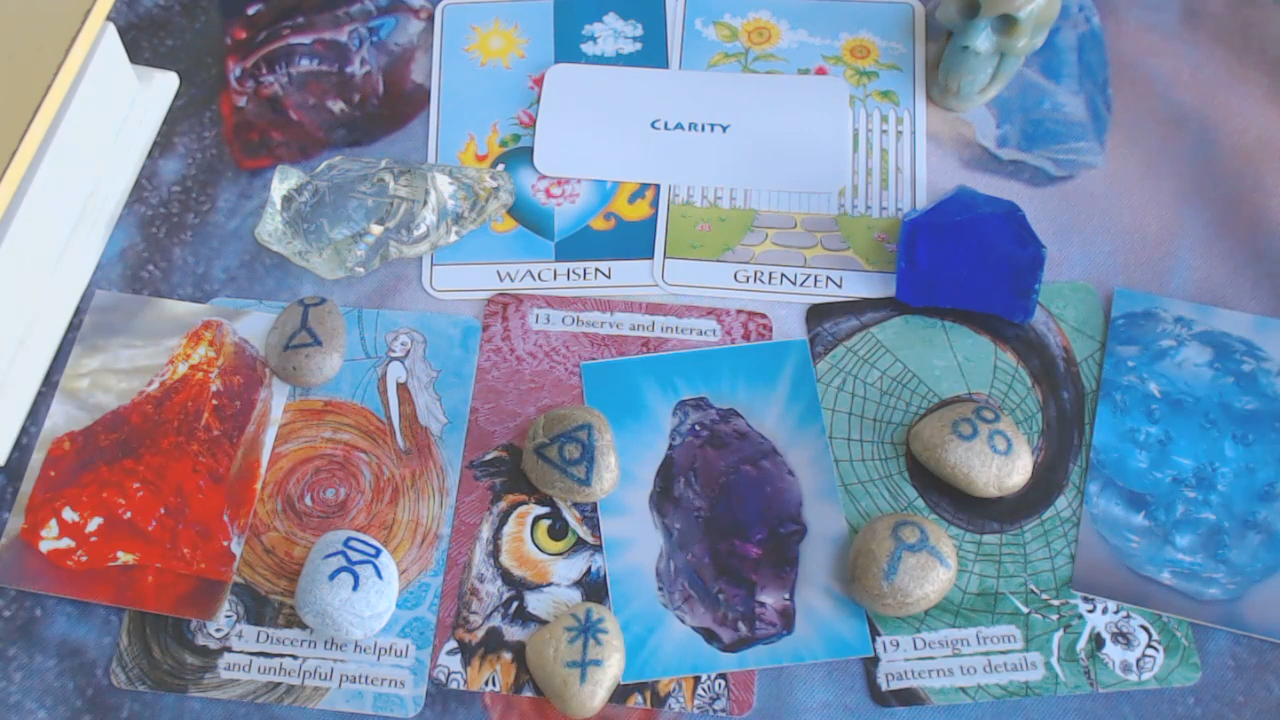 CLARITY
WACHSEN
GRENZEN
13. Observe and interact
4. Discern the helpful
and unhelpful patterns
19. Design from
patterns to details